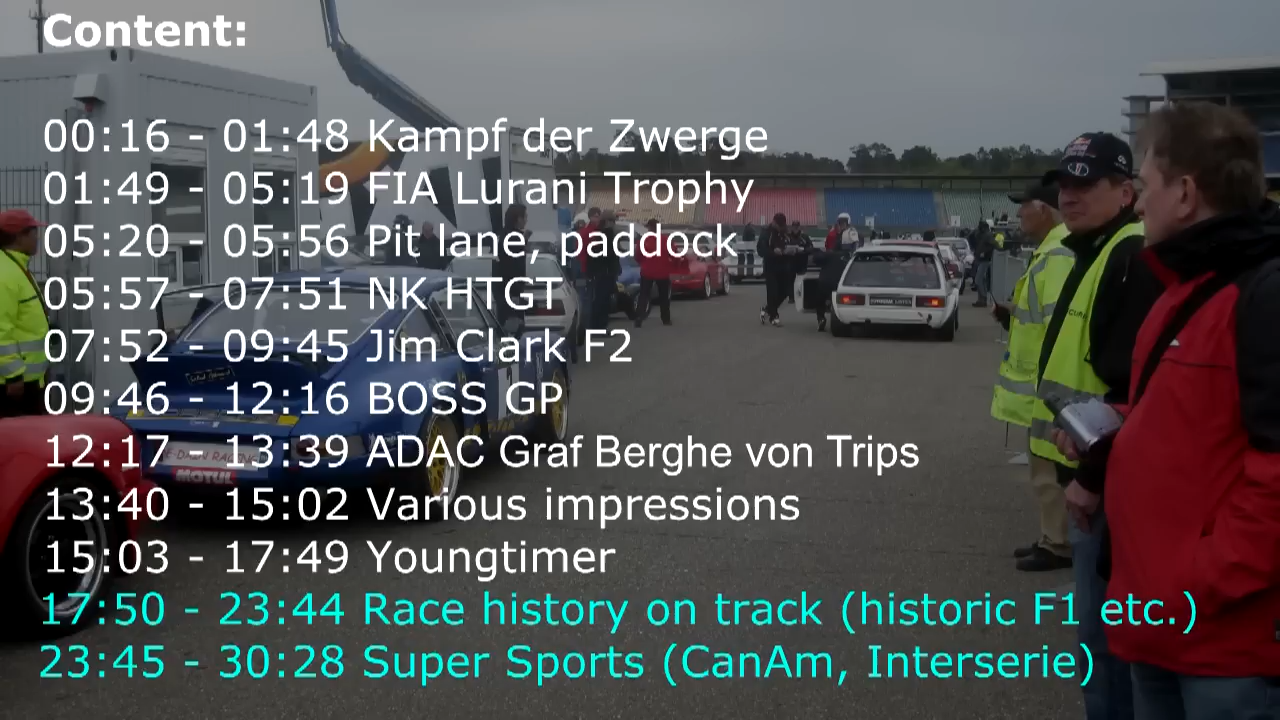 Content:
00:16 - 01:48 Kampf der Zwerge
01:49 - 05:19 FIA Lurani Trophy
05:20 - 05:56 Pit lane, paddock
05:57 - 07:51 NK HTGT
07:52 - 09:45 Jim Clark F2
09:46 - 12:16 BOSS GP
12:17 - 13:39 ADAC Graf Berghe von Trips
13:40 - 15:02 Various impressions
15:03 - 17:49 Youngtimer
17:50 - 23:44 Race history on track (historic F1 etc.)
23:45 - 30:28 Super Sports (CanAm, Interserie)
MOTUL